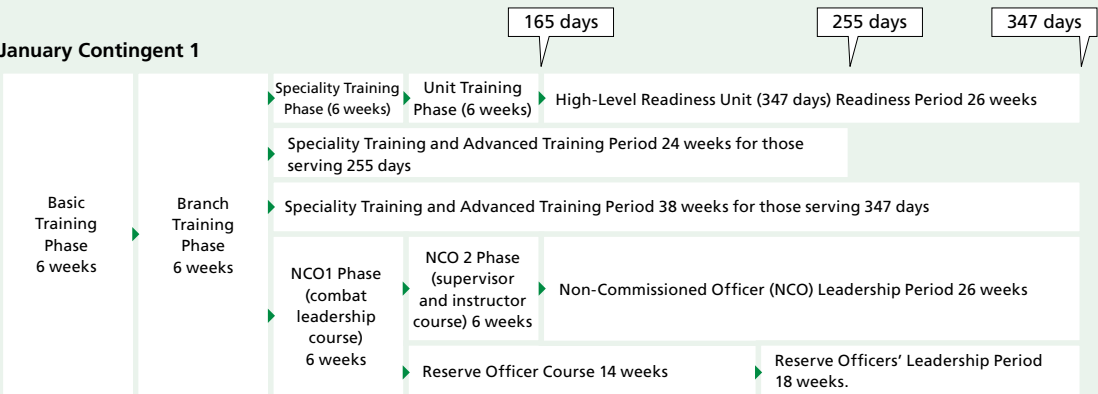 165 days
255 days
347 days
January Contingent 1
Basic
Training
Phase
6 weeks
Branch
Training
Phase
6 weeks
Speciality Training
Phase (6 weeks)
Unit Training
Phase (6 weeks)
High-Level Readiness Unit (347 days) Readiness Period 26 weeks
Speciality Training and Advanced Training Period 24 weeks for those
serving 255 days
Speciality Training and Advanced Training Period 38 weeks for those serving 347 days
NCO1 Phase
(combat
leadership
course)
6 weeks
NCO 2 Phase
(supervisor
and instructor
course) 6 weeks
Non-Commissioned Officer (NCO) Leadership Period 26 weeks
Reserve Officer Course 14 weeks
Reserve Officers’ Leadership Period
18 weeks.